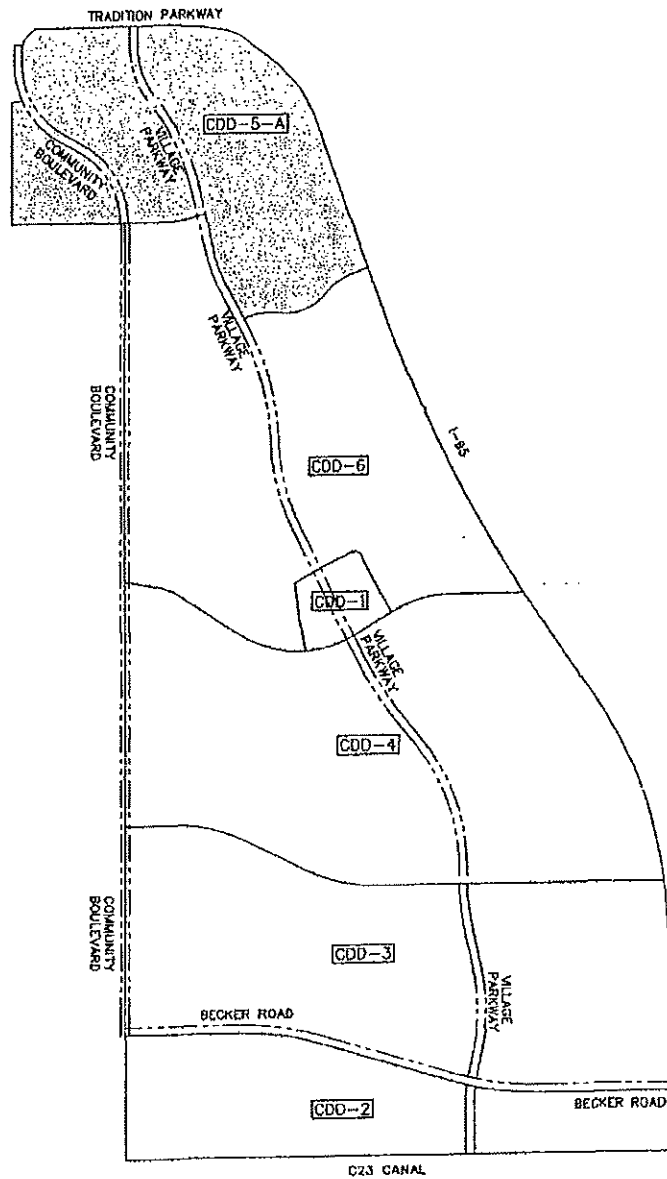 TRADITION PARKWAY
CDD-5-A
VILLAGE
PARKWAY
COMMUNITY
BOULEVARD
VILLAGE
PARKWAY
COMMUNITY
BOULEVARD
I-95
CDD-6
CDD-1
VILLAGE
PARKWAY
CDD-4
COMMUNITY
BOULEVARD
CDD-3
VILLAGE
PARKWAY
BECKER ROAD
BECKER ROAD
CDD-2
C23 CANAL